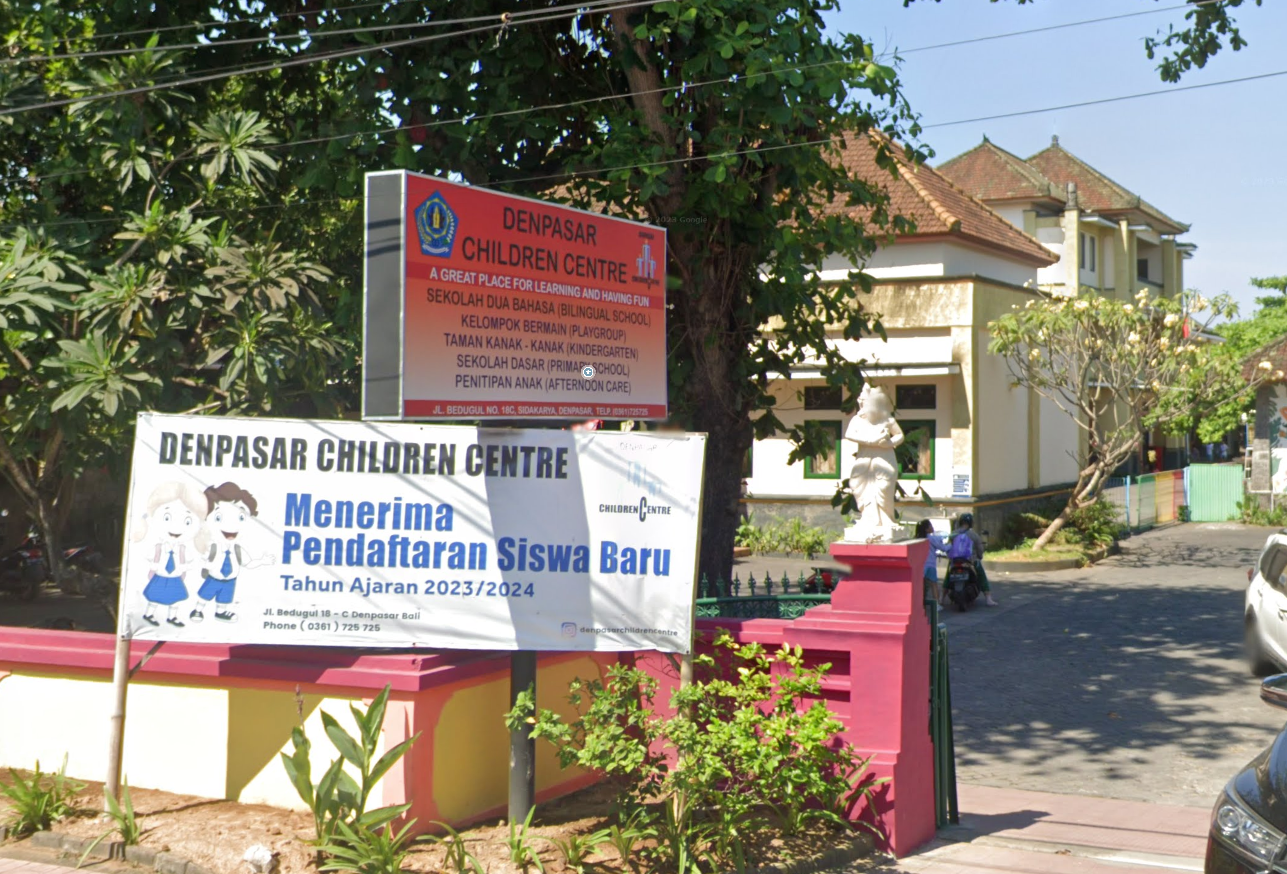 DENPASAR
CHILDREN CENTRE
A GREAT PLACE FOR LEARNING AND HAVING FUN
SEKOLAH DUA BAHASA (BILINGUAL SCHOOL)
KELOMPOK BERMAIN (PLAYGROUP)
TAMAN KANAK - KANAK (KINDERGARTEN)
SEKOLAH DASAR (PRIMARY SCHOOL)
PENITIPAN ANAK (AFTERNOON CARE)
JL. BEDUGUL NO. 18C, SIDAKARYA, DENPASAR, TELP. (0361)725725
DENPASAR CHILDREN CENTRE
CHILDREN CENTRE
Menerima
Pendaftaran Siswa Baru
Tahun Ajaran 2023/2024
Jl. Bedugul 18 - C Denpasar Bali
Phone (0361) 725 725
denpasarchildrencentre